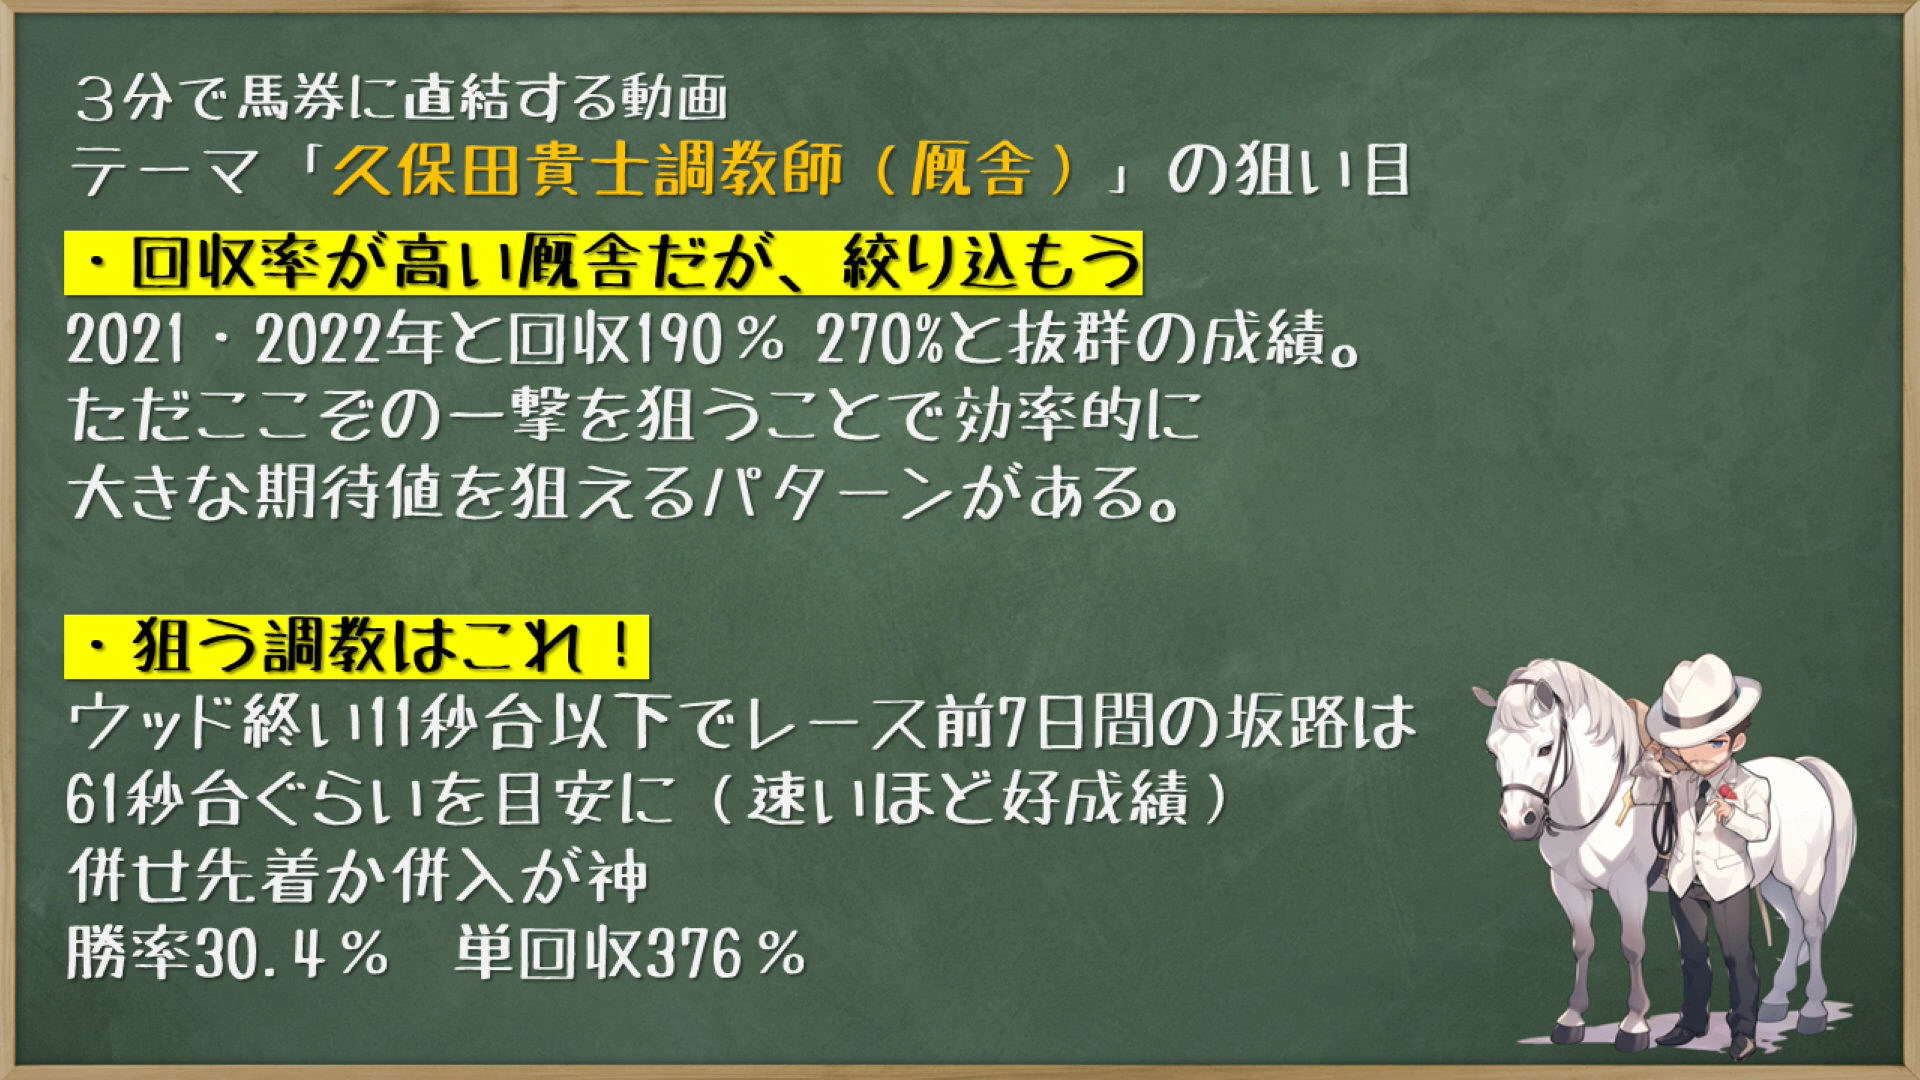 ３分で馬券に直結する動画
テーマ「久保田貴士調教師（厩舎）」の狙い目
・回収率が高い厩舎だが、絞り込もう
2021・2022年と回収190％ 270%と抜群の成績。
ただここぞの一撃を狙うことで効率的に
大きな期待値を狙えるパターンがある。
・狙う調教はこれ！
ウッド終い11秒台以下でレース前7日間の坂路は
61秒台ぐらいを目安に（速いほど好成績）
併せ先着か併入が神
勝率30.4％　単回収376％